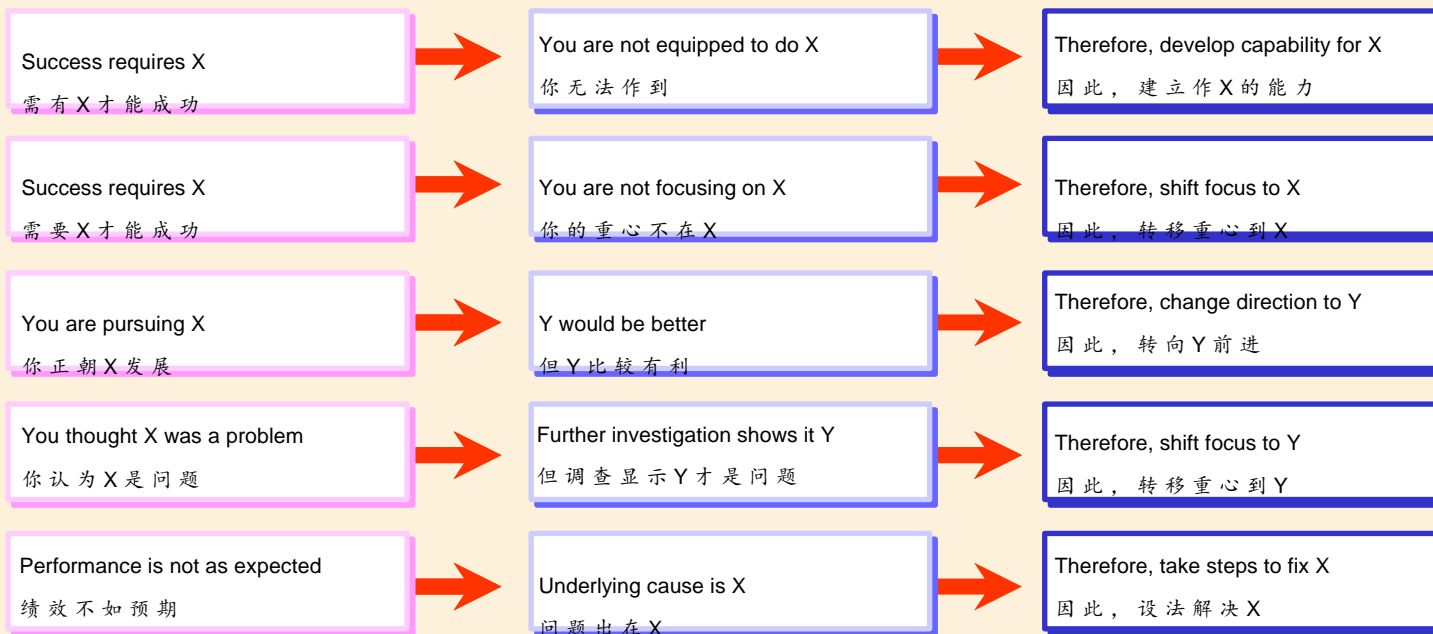 Success requires X
需有X才能成功
You are not equipped to do X
你无法作到
Therefore, develop capability for X
因此，建立作X的能力
Success requires X
需要X才能成功
You are not focusing on X
你的重心不在X
Therefore, shift focus to X
因此，转移重心到X
You are pursuing X
你正朝X发展
Y would be better
但Y比较有利
Therefore, change direction to Y
因此，转向Y前进
You thought X was a problem
你认为X是问题
Further investigation shows it Y
但调查显示Y才是问题
Therefore, shift focus to Y
因此，转移重心到Y
Performance is not as expected
绩效不如预期
Underlying cause is X
问题出在X
Therefore, take steps to fix X
因此，设法解决X